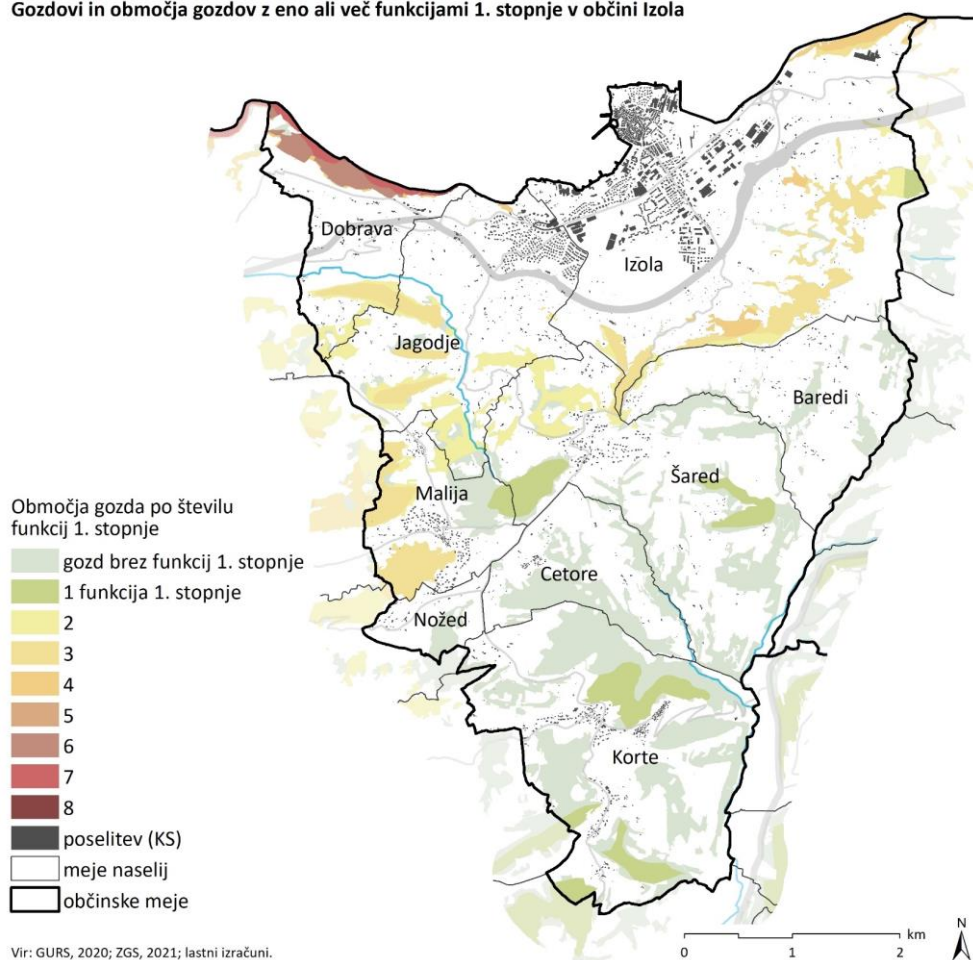 Gozdovi in območja gozdov z eno ali več funkcijami 1. stopnje v občini Izola
Dobrava
Izola
Jagodje
Baredi
Šared
Malija
Cetore
Nožed
Korte
Območja gozda po številu
funkcij 1. stopnje
gozd brez funkcij 1. stopnje
1 funkcija 1. stopnje
2
3
4
5
6
7
8
poselitev (KS)
meje naselij
občinske meje
Vir: GURS, 2020; ZGS, 2021; lastni izračuni.
0 1 2 km
N